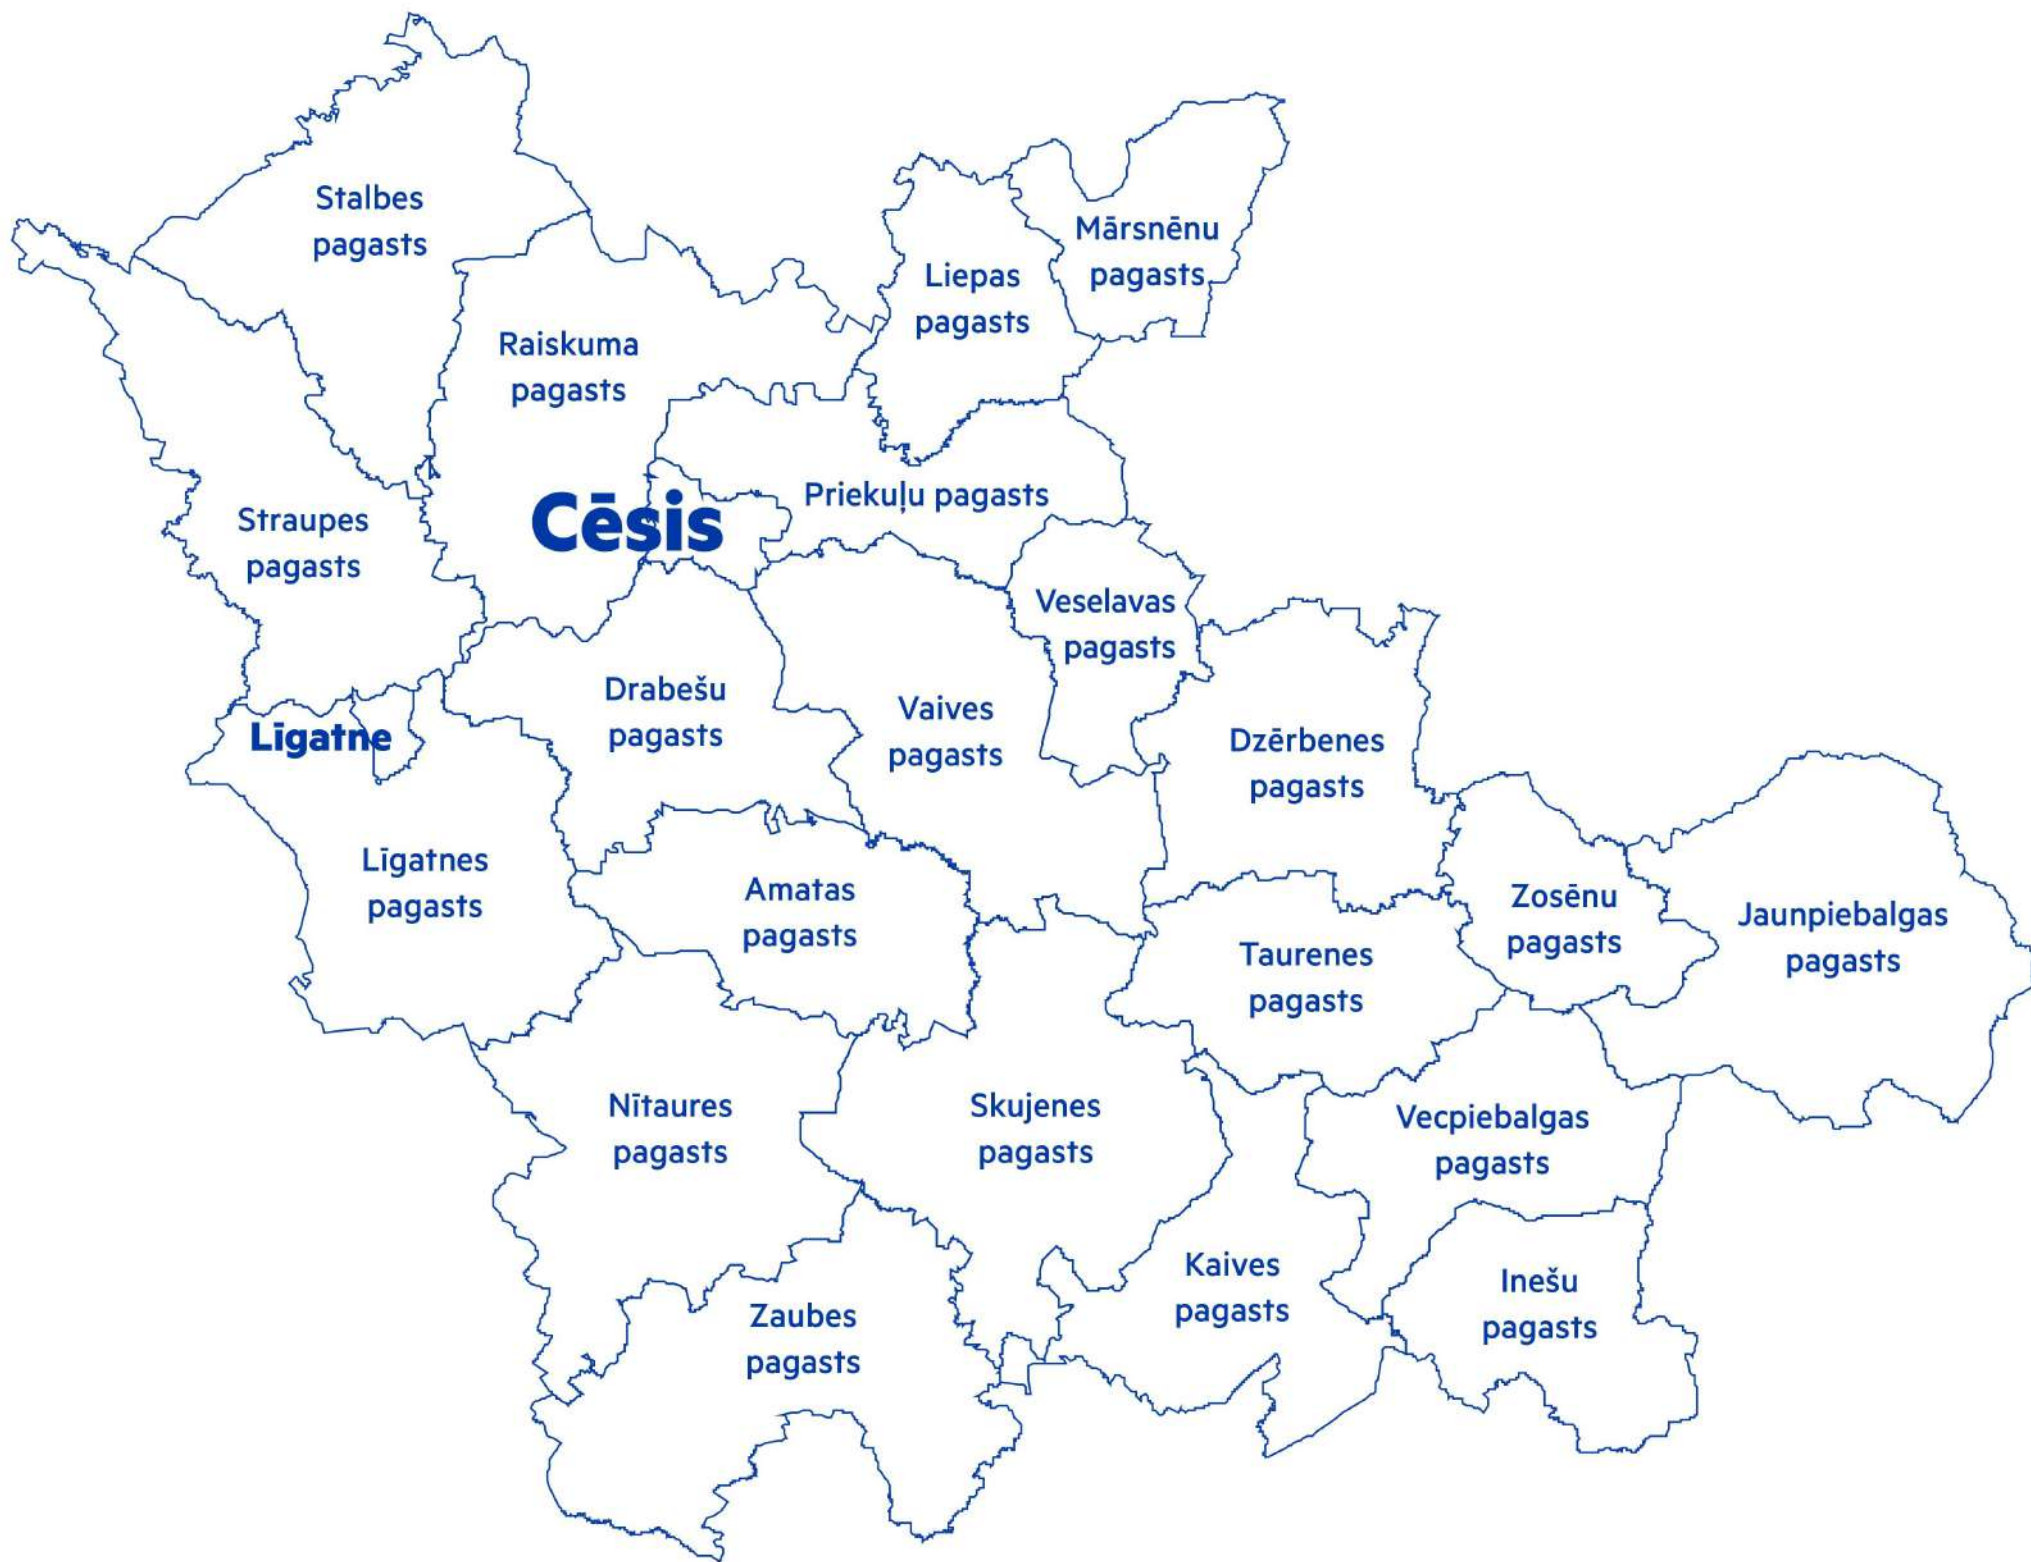 Stalbes
pagasts
Mārsnēnu
pagasts
Liepas
pagasts
Raiskuma
pagasts
Straupes
pagasts
Cēsis
Priekuļu pagasts
Veselavas
pagasts
Drabešu
pagasts
Vaives
pagasts
Līgatne
Dzērbenes
pagasts
Līgatnes
pagasts
Amatas
pagasts
Zosēnu
pagasts
Jaunpiebalgas
pagasts
Taurenes
pagasts
Nītaures
pagasts
Skujenes
pagasts
Vecpiebalgas
pagasts
Kaives
pagasts
Inešu
pagasts
Zaubes
pagasts